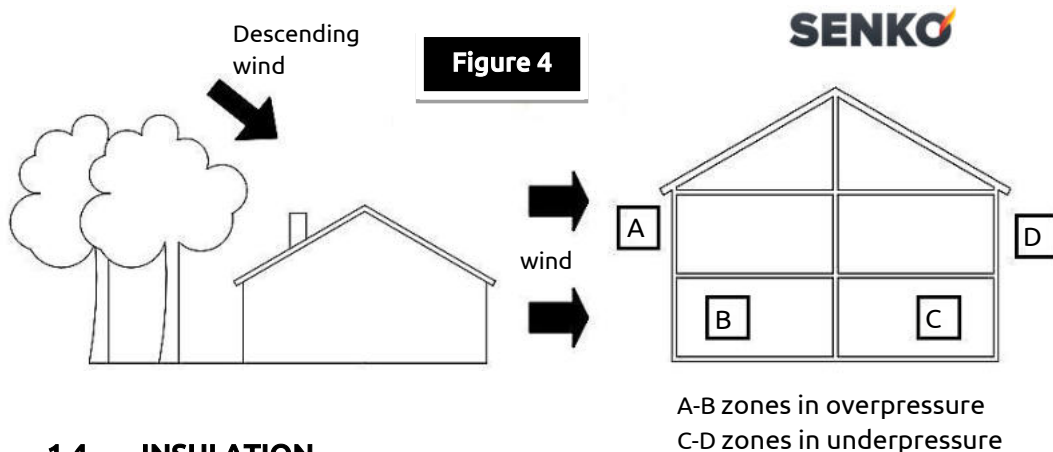 Descending
wind
Figure 4
SENKO
A
D
wind
B
C
A-B zones in overpressure
C-D zones in underpressure
1.4 INSULATION